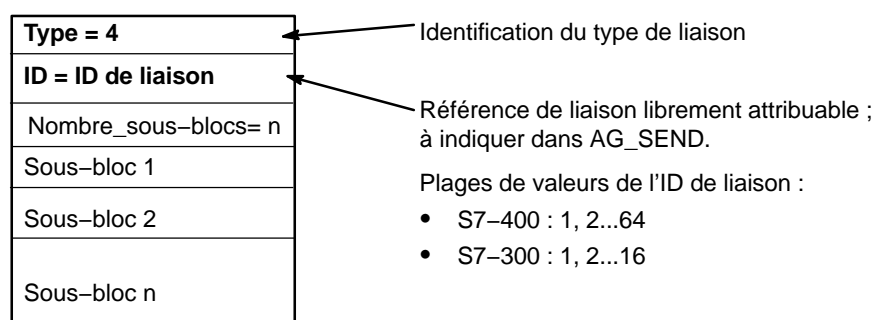 Type = 4
Identification du type de liaison
ID = ID de liaison
Référence de liaison librement attribuable ;
à indiquer dans AG_SEND.
Nombre_sous−blocs= n
Sous−bloc 1
Plages de valeurs de l’ID de liaison :
Sous−bloc 2
• S7−400 : 1, 2...64
• S7−300 : 1, 2...16
Sous−bloc n